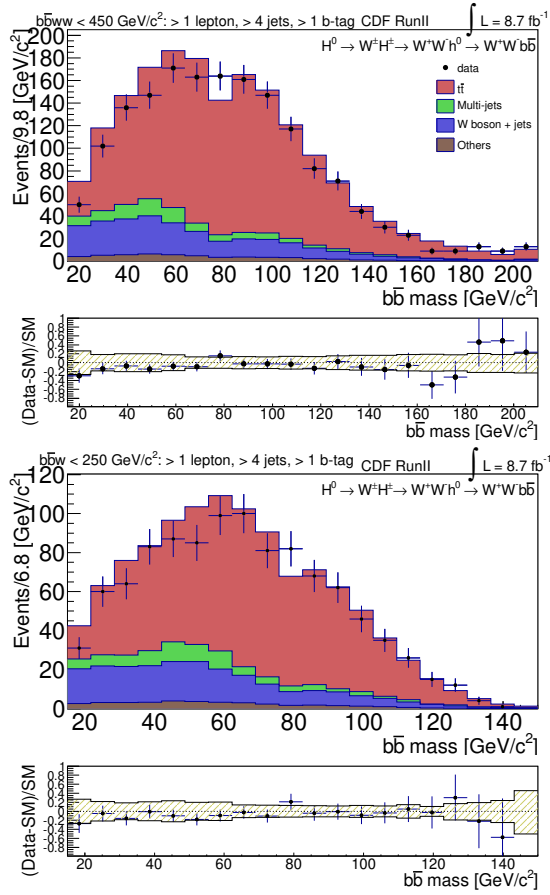 bb̄ww < 450 GeV/c²: > 1 lepton, > 4 jets, > 1 b-tag CDF RunII ∫ L = 8.7 fb⁻¹
H⁰ → W±H± → W⁺W⁻h⁰ → W⁺W⁻bb̄
data
tt̄
Multi-jets
W boson + jets
Others
Events/9.8 [GeV/c²]
200
180
160
140
120
100
80
60
40
20
0
20 40 60 80 100 120 140 160 180 200
bb̄ mass [GeV/c²]
(Data-SM)/SM
1
0.8
0.6
0.4
0.2
0
-0.2
-0.4
-0.6
-0.8
20 40 60 80 100 120 140 160 180 200
bb̄ mass [GeV/c²]
bb̄w < 250 GeV/c²: > 1 lepton, > 4 jets, > 1 b-tag CDF RunII ∫ L = 8.7 fb⁻¹
H⁰ → W±H± → W⁺W⁻h⁰ → W⁺W⁻bb̄
Events/6.8 [GeV/c²]
120
100
80
60
40
20
0
20 40 60 80 100 120 140
bb̄ mass [GeV/c²]
(Data-SM)/SM
1
0.8
0.6
0.4
0.2
0
-0.2
-0.4
-0.6
-0.8
20 40 60 80 100 120 140
bb̄ mass [GeV/c²]